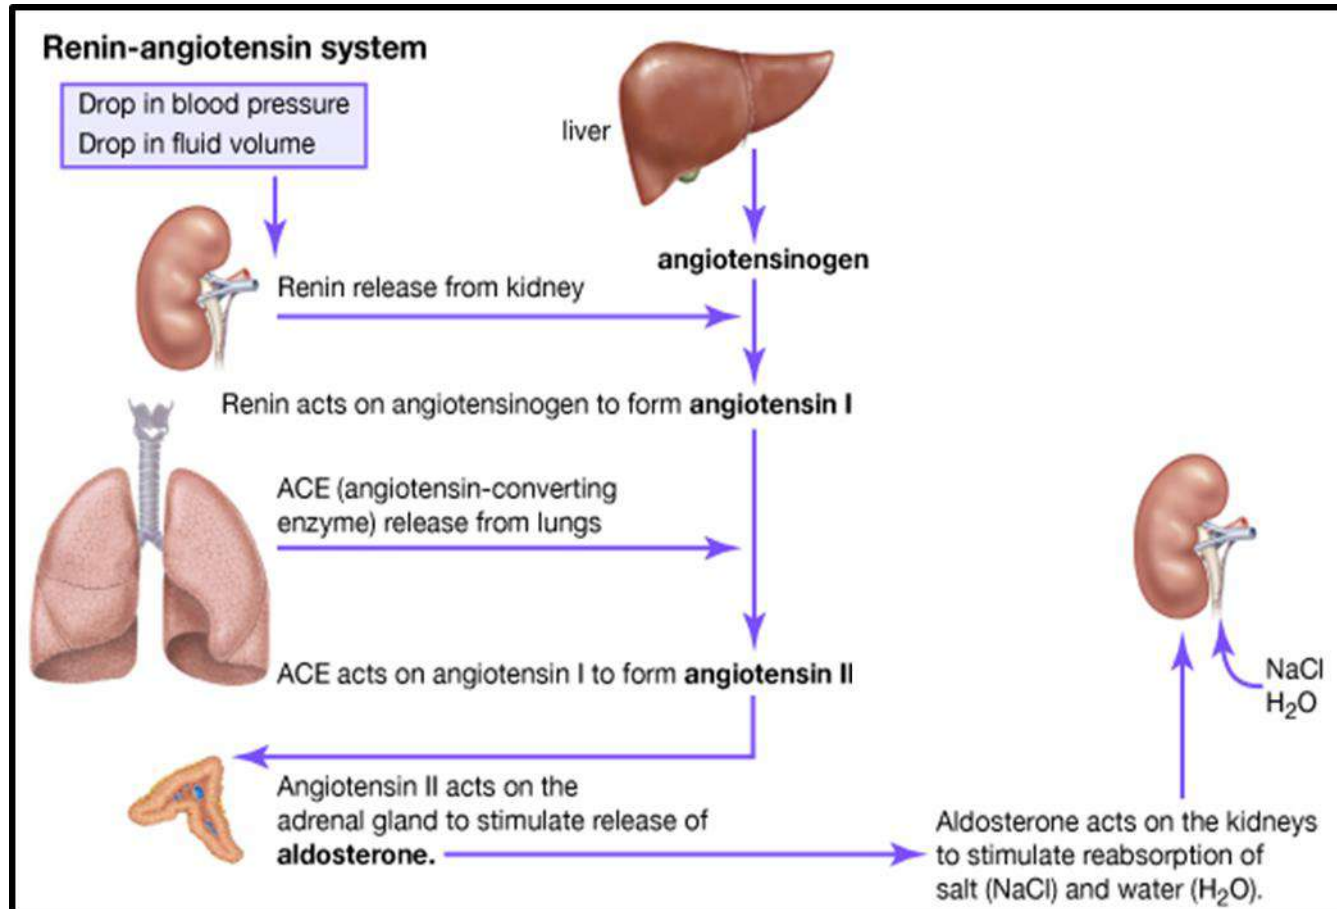 Renin-angiotensin system
Drop in blood pressure
Drop in fluid volume
liver
angiotensinogen
Renin release from kidney
Renin acts on angiotensinogen to form angiotensin I
ACE (angiotensin-converting
enzyme) release from lungs
ACE acts on angiotensin I to form angiotensin II
NaCl
H₂O
Angiotensin II acts on the
adrenal gland to stimulate release of
aldosterone.
Aldosterone acts on the kidneys
to stimulate reabsorption of
salt (NaCl) and water (H₂O).